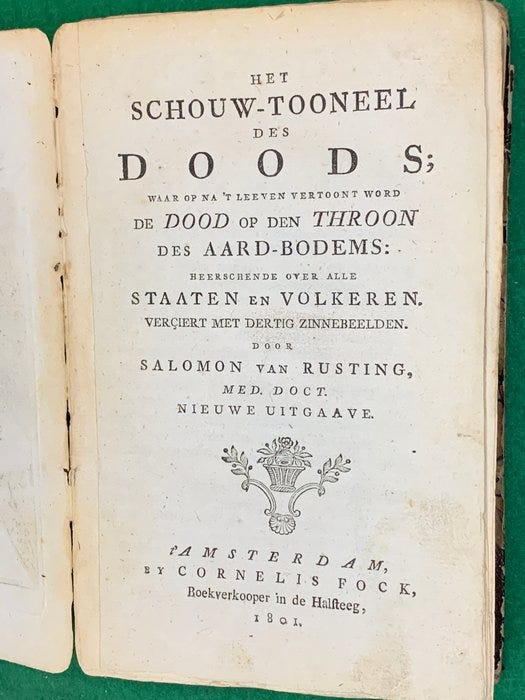 HET
SCHOUW-TOONEEL
DES
DOODS;
WAAR OP NA 'T LEEVEN VERTOONT WORD
DE DOOD OP DEN THROON
DES AARD-BODEMS:
HEERSCHENDE OVER ALLE
STAATEN EN VOLKEREN.
VERÇIERT MET DERTIG ZINNEBEELDEN.
DOOR
SALOMON VAN RUSTING,
MED. DOCT.
NIEUWE UITGAAVE.
t'AMSTERDAM,
BY CORNELIS FOCK,
Boekverkooper in de Halsteeg,
1801.